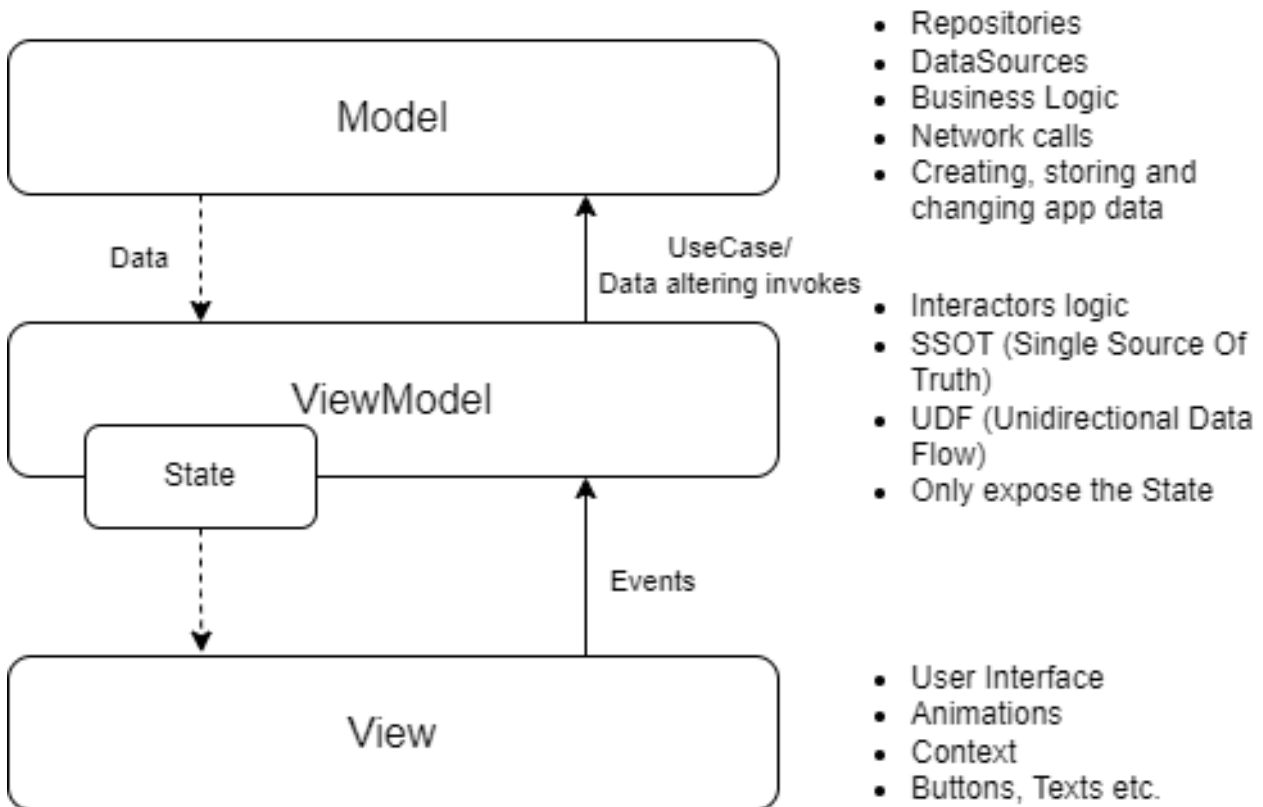 Model
• Repositories
• DataSources
• Business Logic
• Network calls
• Creating, storing and
changing app data
Data
UseCase/
Data altering invokes
ViewModel
State
• Interactors logic
• SSOT (Single Source Of
Truth)
• UDF (Unidirectional Data
Flow)
• Only expose the State
Events
View
• User Interface
• Animations
• Context
• Buttons, Texts etc.